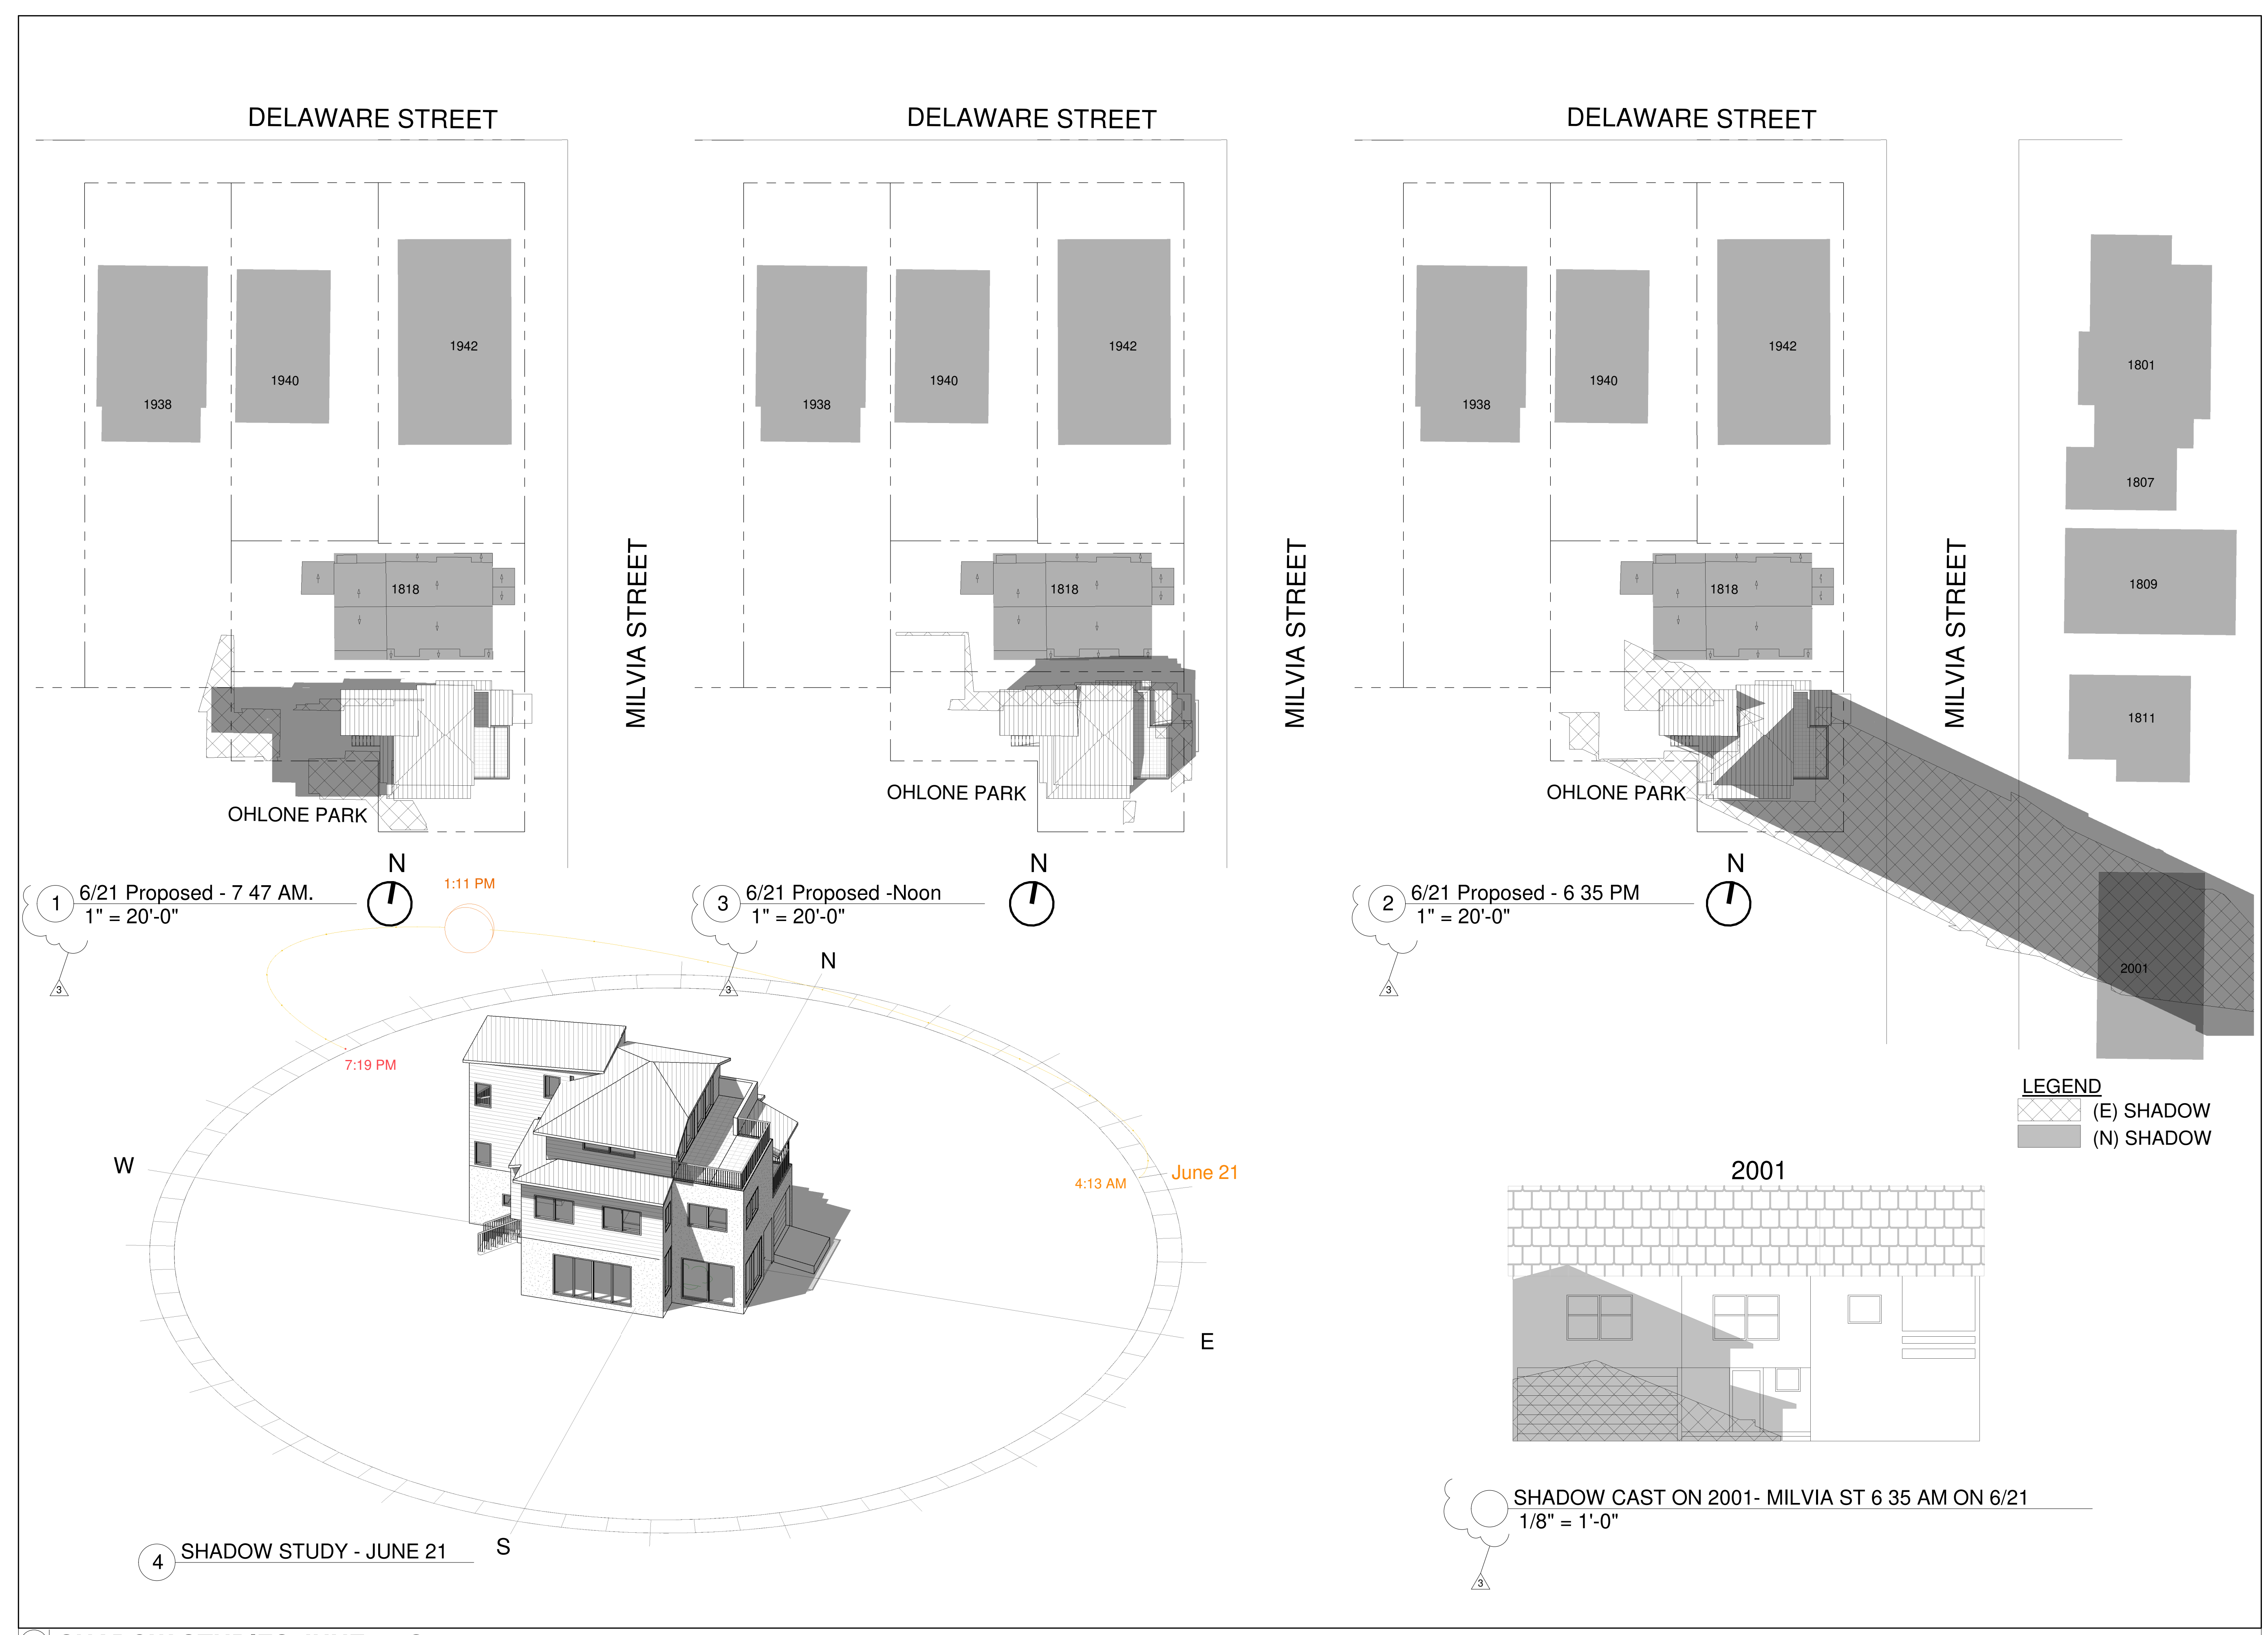 DELAWARE STREET
1938
1940
1942
1818
MILVIA STREET
OHLONE PARK
N
1
6/21 Proposed - 7 47 AM.
1" = 20'-0"
3
DELAWARE STREET
1938
1940
1942
1818
MILVIA STREET
OHLONE PARK
N
3
6/21 Proposed -Noon
1" = 20'-0"
3
DELAWARE STREET
1938
1940
1942
1818
MILVIA STREET
OHLONE PARK
1801
1807
1809
1811
2001
N
2
6/21 Proposed - 6 35 PM
1" = 20'-0"
3
LEGEND
(E) SHADOW
(N) SHADOW
1:11 PM
N
7:19 PM
W
4:13 AM
June 21
E
S
4
SHADOW STUDY - JUNE 21
2001
SHADOW CAST ON 2001- MILVIA ST 6 35 AM ON 6/21
1/8" = 1'-0"
3